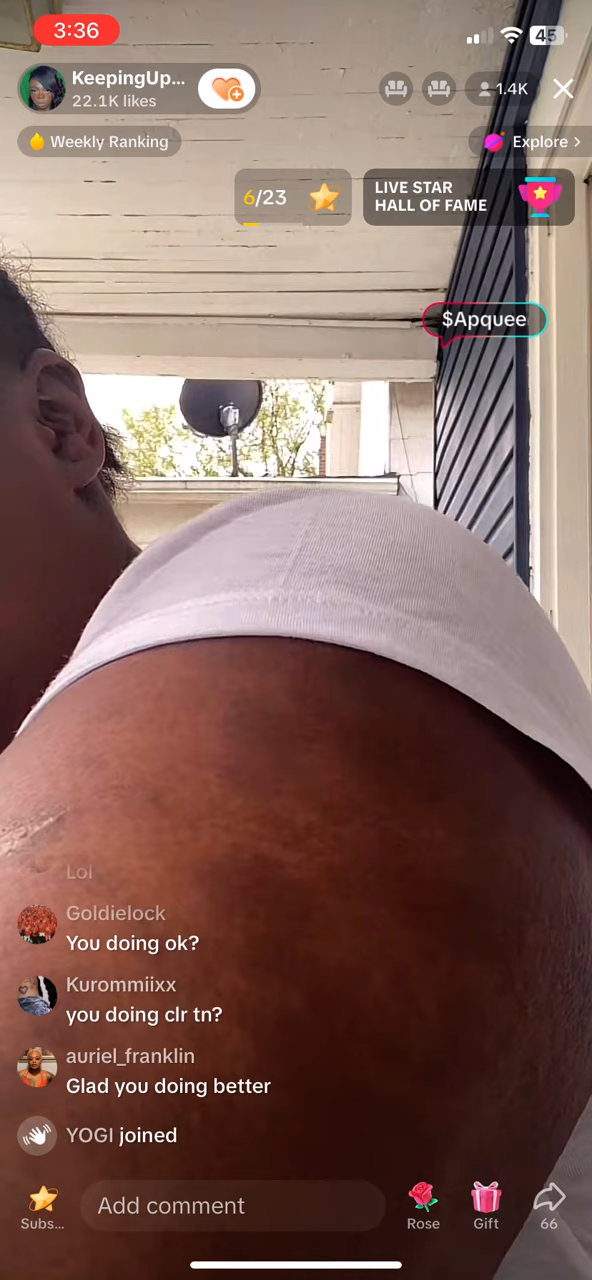 3:36
45
KeepingUp...
22.1K likes
1.4K
Weekly Ranking
Explore >
6/23
LIVE STAR
HALL OF FAME
$Apquee
Lol
Goldielock
You doing ok?
Kurommiixx
you doing clr tn?
auriel_franklin
Glad you doing better
YOGI joined
Subs...
Add comment
Rose
Gift
66